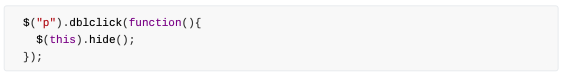 $("p").dblclick(function(){
  $(this).hide();
});